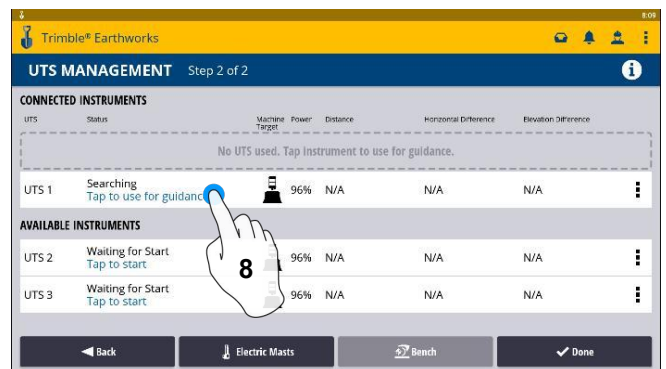 8:09
Trimble® Earthworks
UTS MANAGEMENT Step 2 of 2
CONNECTED INSTRUMENTS
UTS Status Machine Target Power Distance Horizontal Difference Elevation Difference
No UTS used. Tap instrument to use for guidance.
UTS 1 Searching 96% N/A N/A N/A
Tap to use for guidanc
AVAILABLE INSTRUMENTS
UTS 2 Waiting for Start 96% N/A N/A N/A
Tap to start
8
UTS 3 Waiting for Start 96% N/A N/A N/A
Tap to start
Back Electric Masts Bench Done